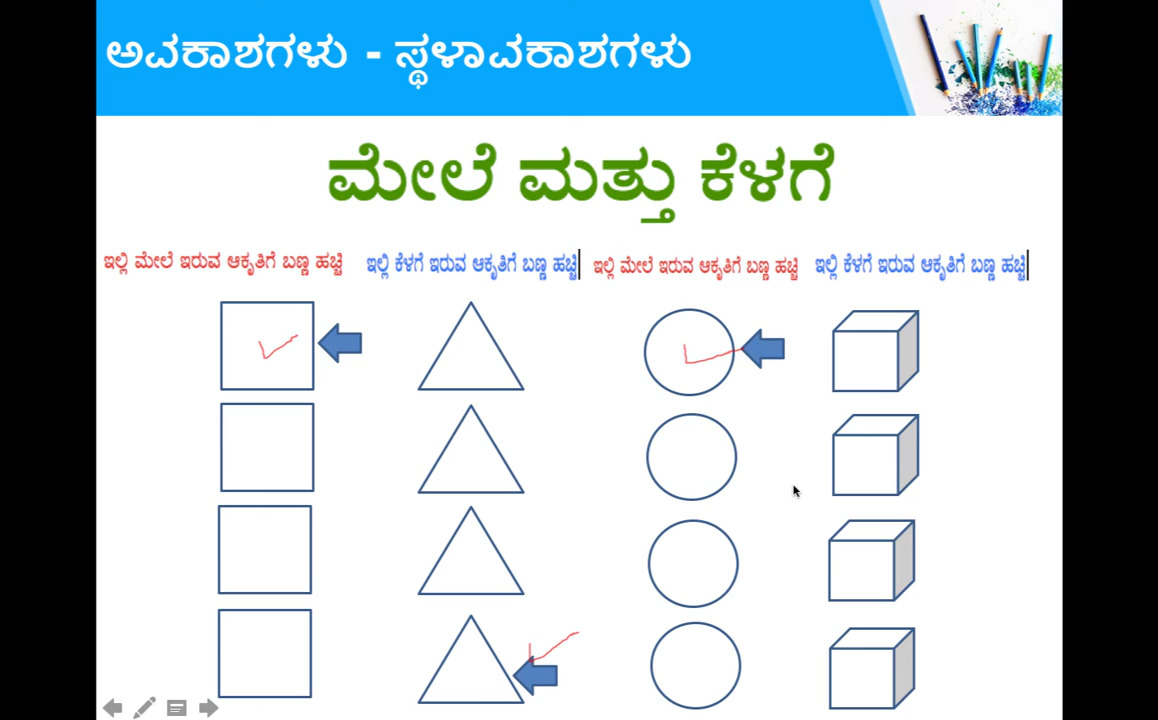 ಅವಕಾಶಗಳು - ಸ್ಥಳಾವಕಾಶಗಳು
ಮೇಲೆ ಮತ್ತು ಕೆಳಗೆ
ಇಲ್ಲಿ ಮೇಲೆ ಇರುವ ಆಕೃತಿಗೆ ಬಣ್ಣ ಹಚ್ಚಿ
ಇಲ್ಲಿ ಕೆಳಗೆ ಇರುವ ಆಕೃತಿಗೆ ಬಣ್ಣ ಹಚ್ಚಿ
ಇಲ್ಲಿ ಮೇಲೆ ಇರುವ ಆಕೃತಿಗೆ ಬಣ್ಣ ಹಚ್ಚಿ
ಇಲ್ಲಿ ಕೆಳಗೆ ಇರುವ ಆಕೃತಿಗೆ ಬಣ್ಣ ಹಚ್ಚಿ